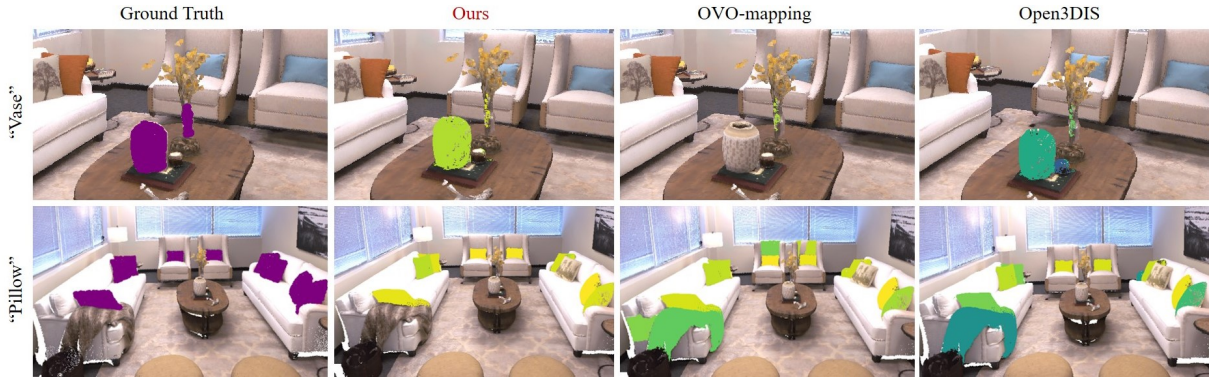 Ground Truth
Ours
OVO-mapping
Open3DIS
“Vase”
“Pillow”